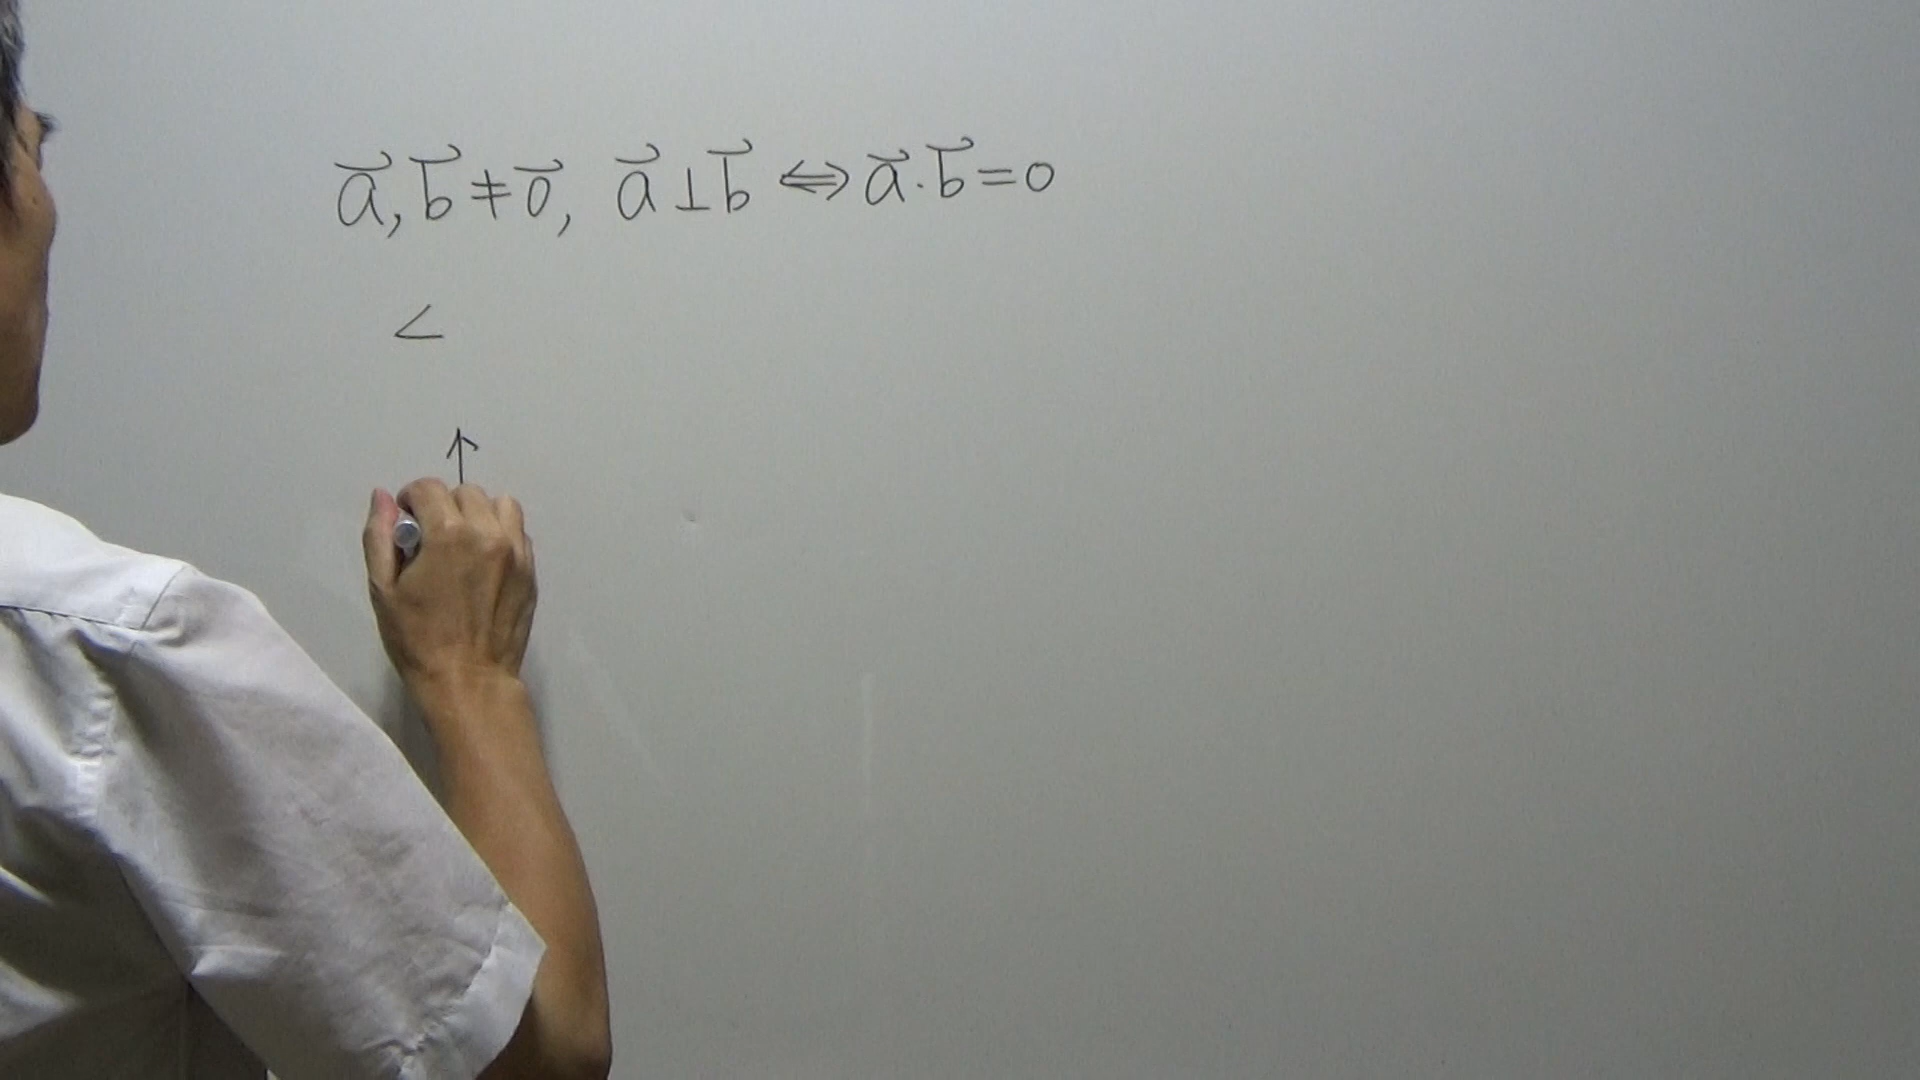 a⃗, b⃗ ≠ 0⃗, a⃗ ⊥ b⃗ ⇔ a⃗ · b⃗ = 0
∠
↑